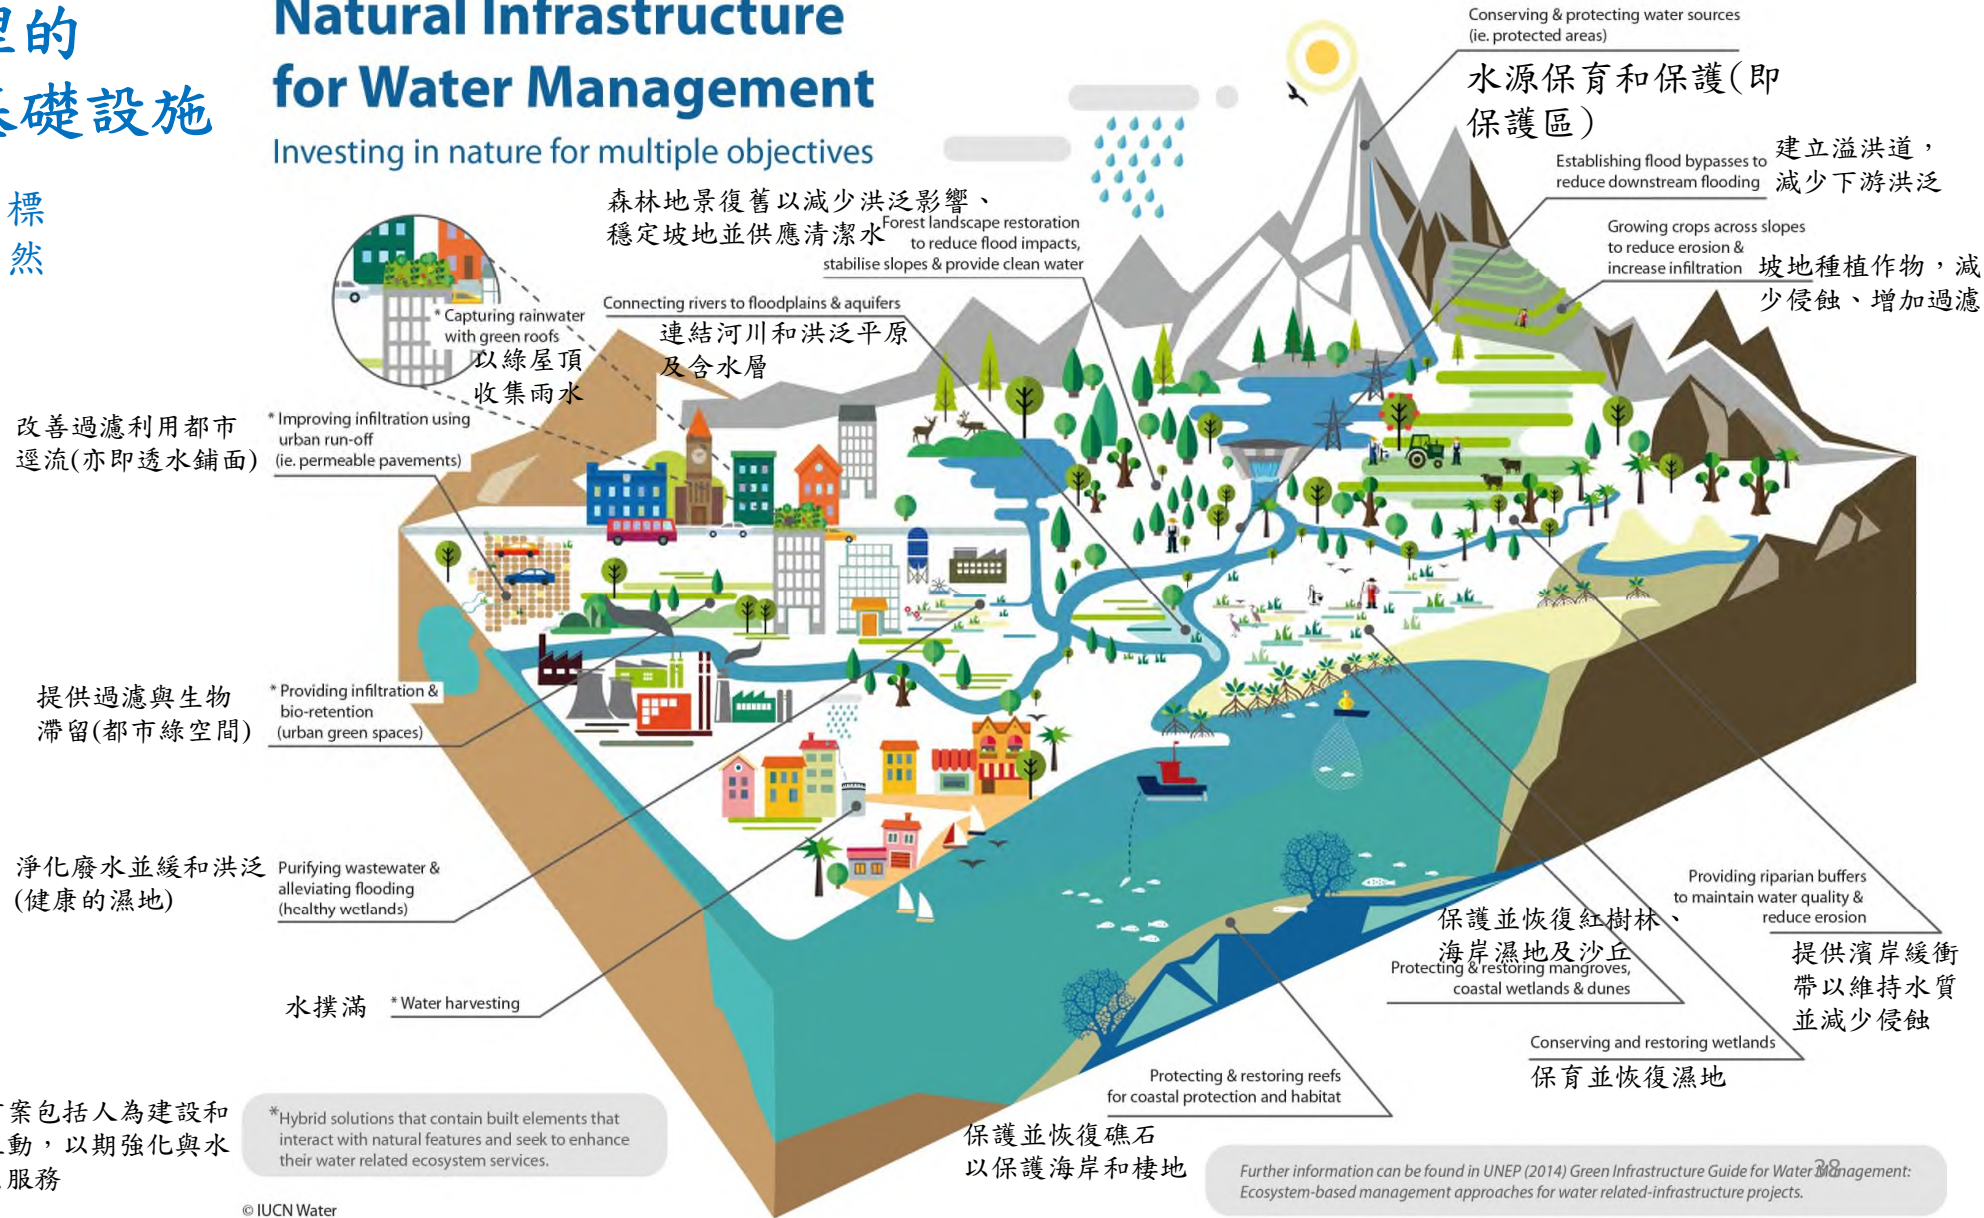 理的
基礎設施
Natural Infrastructure
for Water Management
Investing in nature for multiple objectives
標
然
Conserving & protecting water sources
(ie. protected areas)
水源保育和保護(即
保護區)
Establishing flood bypasses to
reduce downstream flooding
建立溢洪道，
減少下游洪泛
Growing crops across slopes
to reduce erosion &
increase infiltration
坡地種植作物，減
少侵蝕、增加過濾
森林地景復舊以減少洪泛影響、
穩定坡地並供應清潔水
Forest landscape restoration
to reduce flood impacts,
stabilise slopes & provide clean water
Connecting rivers to floodplains & aquifers
連結河川和洪泛平原
及含水層
* Capturing rainwater
with green roofs
以綠屋頂
收集雨水
改善過濾利用都市
逕流(亦即透水鋪面)
* Improving infiltration using
urban run-off
(ie. permeable pavements)
提供過濾與生物
滯留(都市綠空間)
* Providing infiltration &
bio-retention
(urban green spaces)
淨化廢水並緩和洪泛
(健康的濕地)
Purifying wastewater &
alleviating flooding
(healthy wetlands)
水撲滿
* Water harvesting
Providing riparian buffers
to maintain water quality &
reduce erosion
提供濱岸緩衝
帶以維持水質
並減少侵蝕
保護並恢復紅樹林、
海岸濕地及沙丘
Protecting & restoring mangroves,
coastal wetlands & dunes
Conserving and restoring wetlands
保育並恢復濕地
Protecting & restoring reefs
for coastal protection and habitat
保護並恢復礁石
以保護海岸和棲地
案包括人為建設和
動，以期強化與水
服務
*Hybrid solutions that contain built elements that
interact with natural features and seek to enhance
their water related ecosystem services.
© IUCN Water
Further information can be found in UNEP (2014) Green Infrastructure Guide for Water Management:
Ecosystem-based management approaches for water related-infrastructure projects.
38